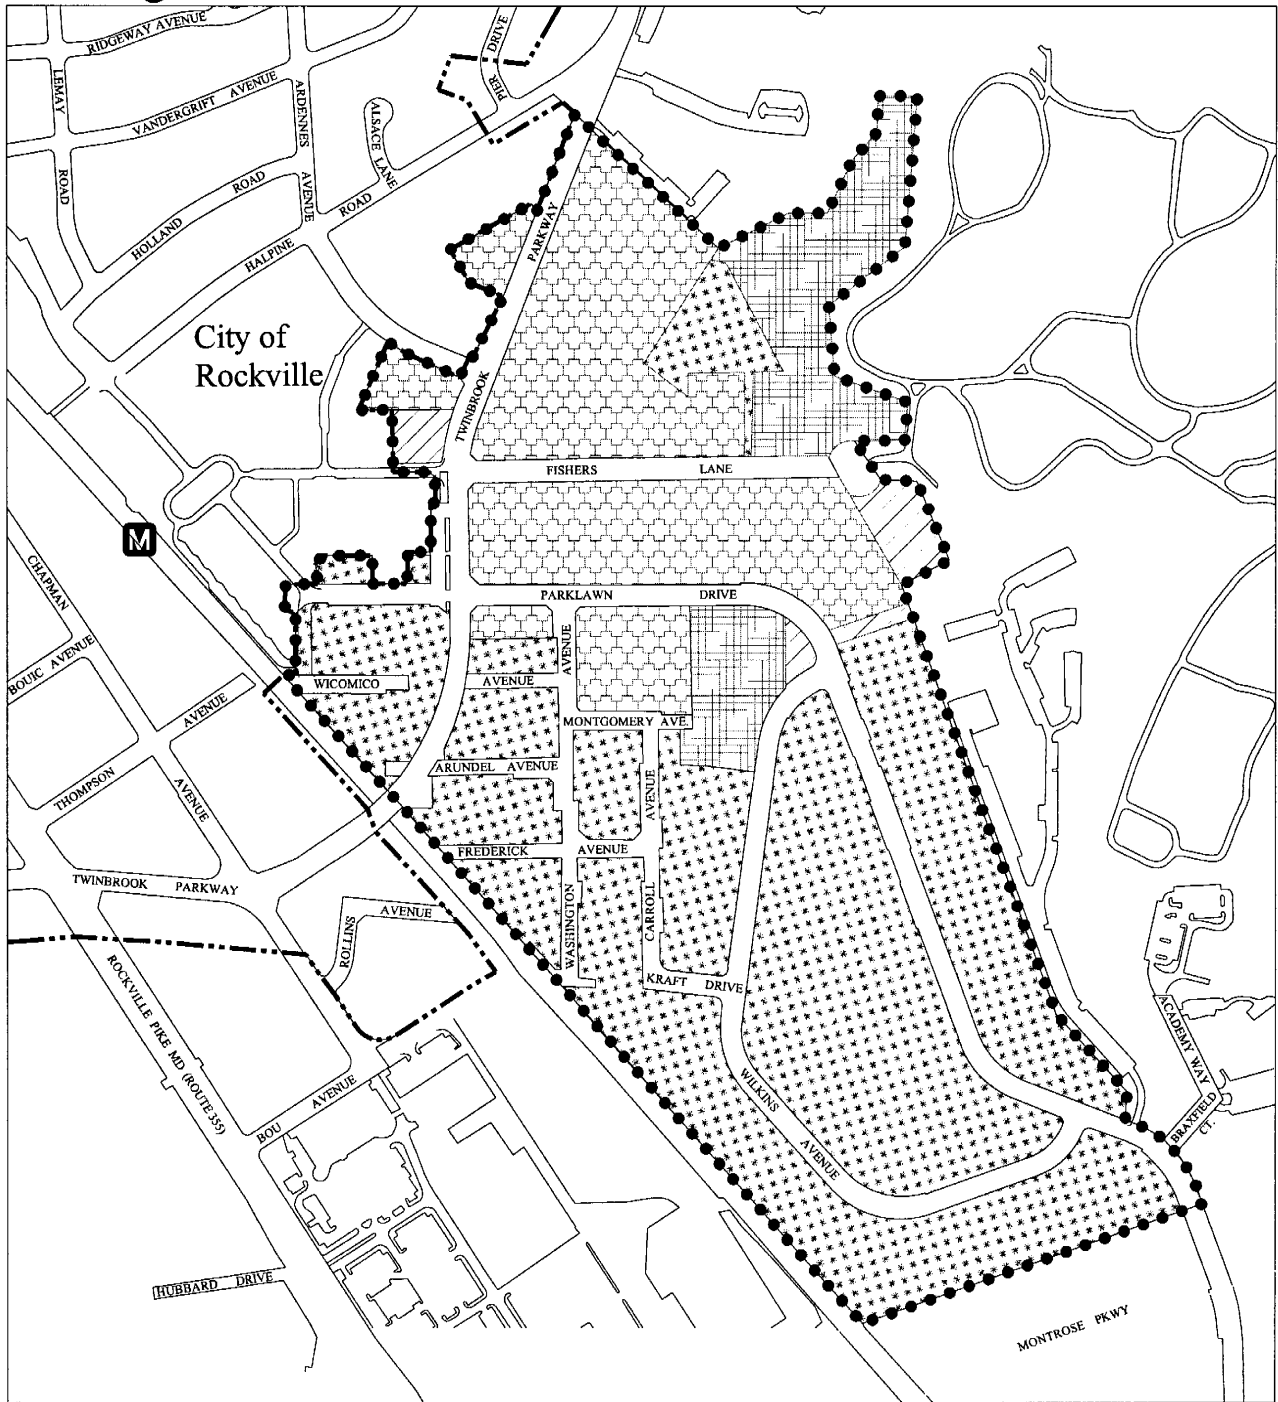 RIDGEWAY AVENUE
PIER DRIVE
LEMAY
ROAD
VANDERGRIFT AVENUE
ARDENNES
AVENUE
ALSACE LANE
HOLLAND ROAD
HALPINE ROAD
City of
Rockville
TWINBROOK PARKWAY
FISHERS LANE
M
CHAPMAN
AVENUE
PARKLAWN DRIVE
BOUIC AVENUE
WICOMICO
AVENUE
AVENUE
MONTGOMERY AVE.
THOMPSON
AVENUE
ARUNDEL AVENUE
AVENUE
FREDERICK AVENUE
TWINBROOK PARKWAY
WASHINGTON
CARROLL
ROLLINS
AVENUE
KRAFT DRIVE
ROCKVILLE PIKE MD (ROUTE 355)
ACADEMY WAY
WILKINS
AVENUE
BRAXFIELD
CT.
BOU AVENUE
HUBBARD DRIVE
MONTROSE PKWY